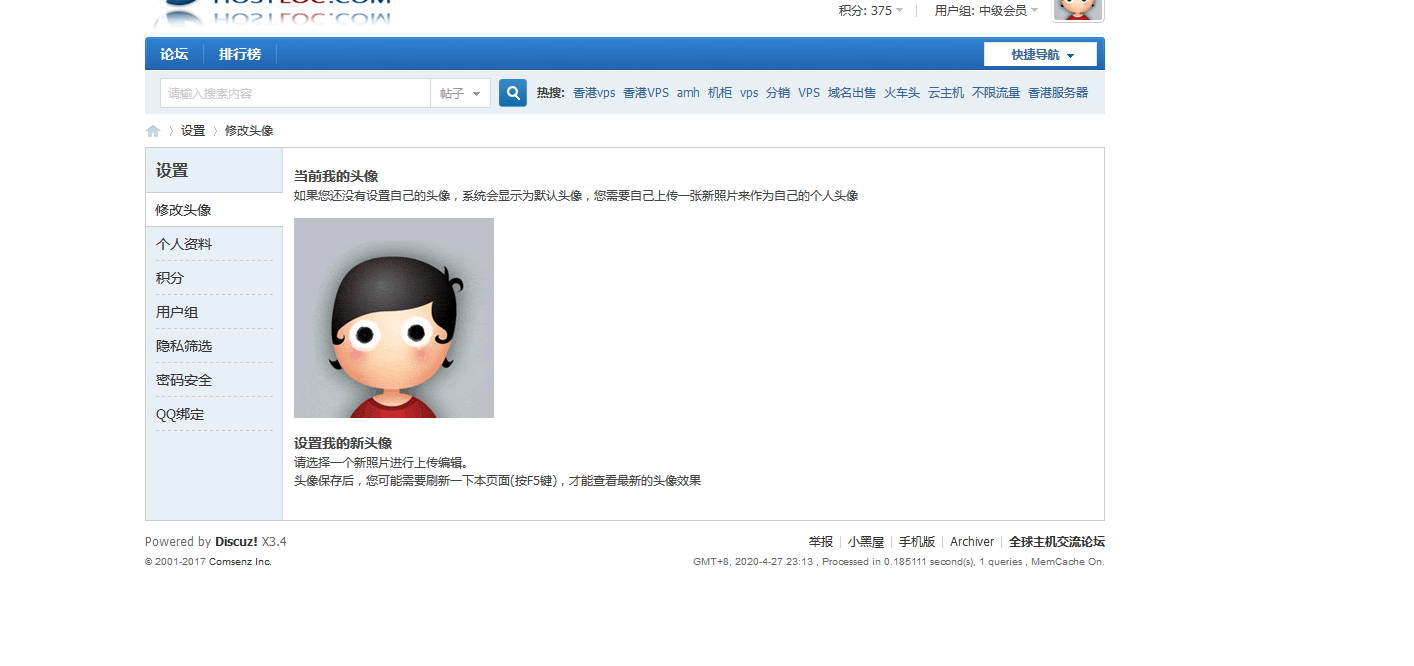 HOSTLOC.COM
积分: 375 用户组: 中级会员
论坛 排行榜 快捷导航
请输入搜索内容 帖子 热搜: 香港vps 香港VPS amh 机柜 vps 分销 VPS 域名出售 火车头 云主机 不限流量 香港服务器
设置 修改头像
设置
修改头像
个人资料
积分
用户组
隐私筛选
密码安全
QQ绑定
当前我的头像
如果您还没有设置自己的头像，系统会显示为默认头像，您需要自己上传一张新照片来作为自己的个人头像
设置我的新头像
请选择一个新照片进行上传编辑。
头像保存后，您可能需要刷新一下本页面(按F5键)，才能查看最新的头像效果
Powered by Discuz! X3.4 举报 小黑屋 手机版 Archiver 全球主机交流论坛
© 2001-2017 Comsenz Inc. GMT+8, 2020-4-27 23:13 , Processed in 0.185111 second(s), 1 queries , MemCache On.